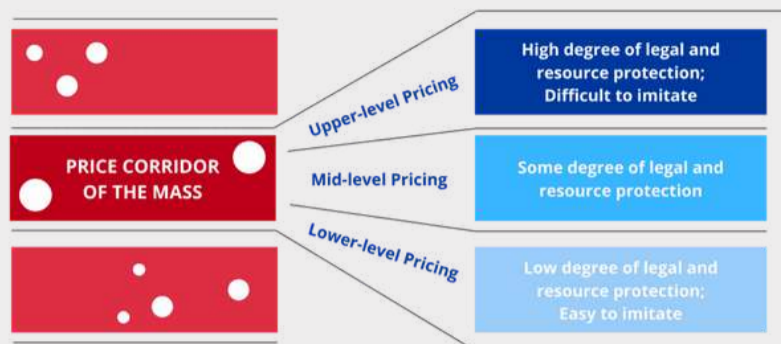 High degree of legal and
resource protection;
Difficult to imitate
Upper-level Pricing
PRICE CORRIDOR
OF THE MASS
Mid-level Pricing
Some degree of legal and
resource protection
Lower-level Pricing
Low degree of legal and
resource protection;
Easy to imitate